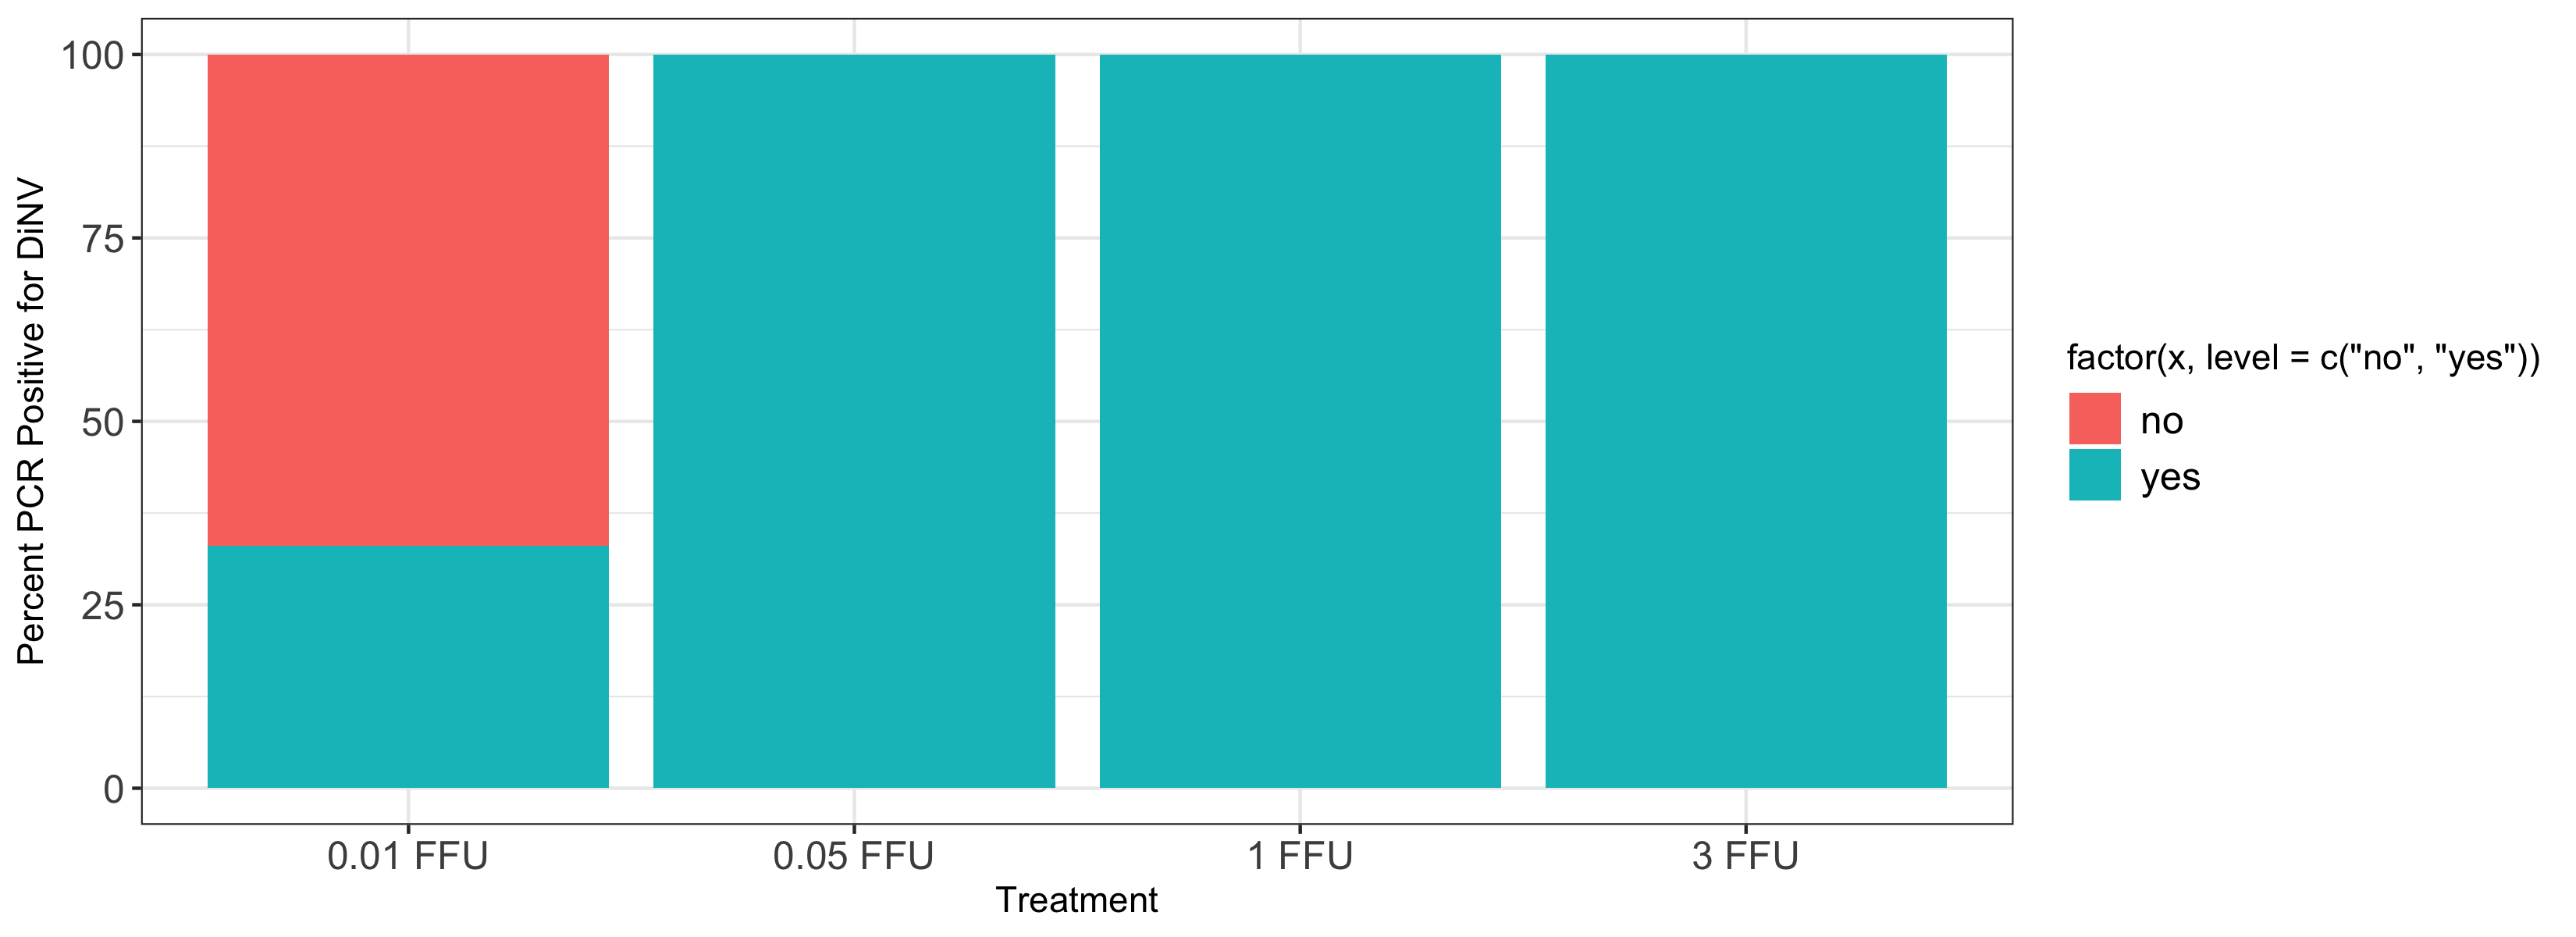 Percent PCR Positive for DiNV
100
75
50
25
0
0.01 FFU
0.05 FFU
1 FFU
3 FFU
Treatment
factor(x, level = c("no", "yes"))
no
yes